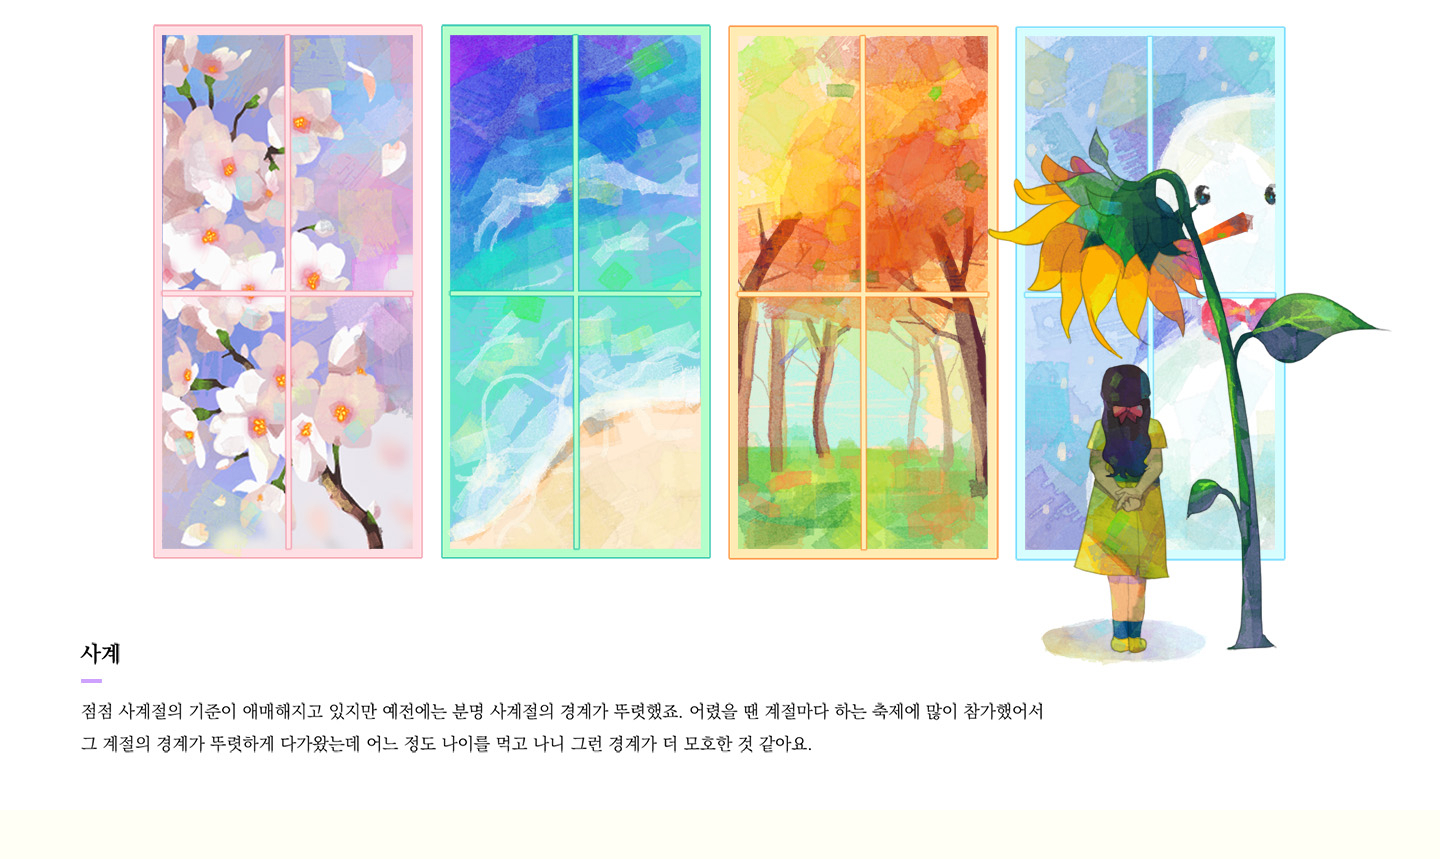 사계
점점 사계절의 기준이 애매해지고 있지만 예전에는 분명 사계절의 경계가 뚜렷했죠. 어렸을 땐 계절마다 하는 축제에 많이 참가했어서
그 계절의 경계가 뚜렷하게 다가왔는데 어느 정도 나이를 먹고 나니 그런 경계가 더 모호한 것 같아요.